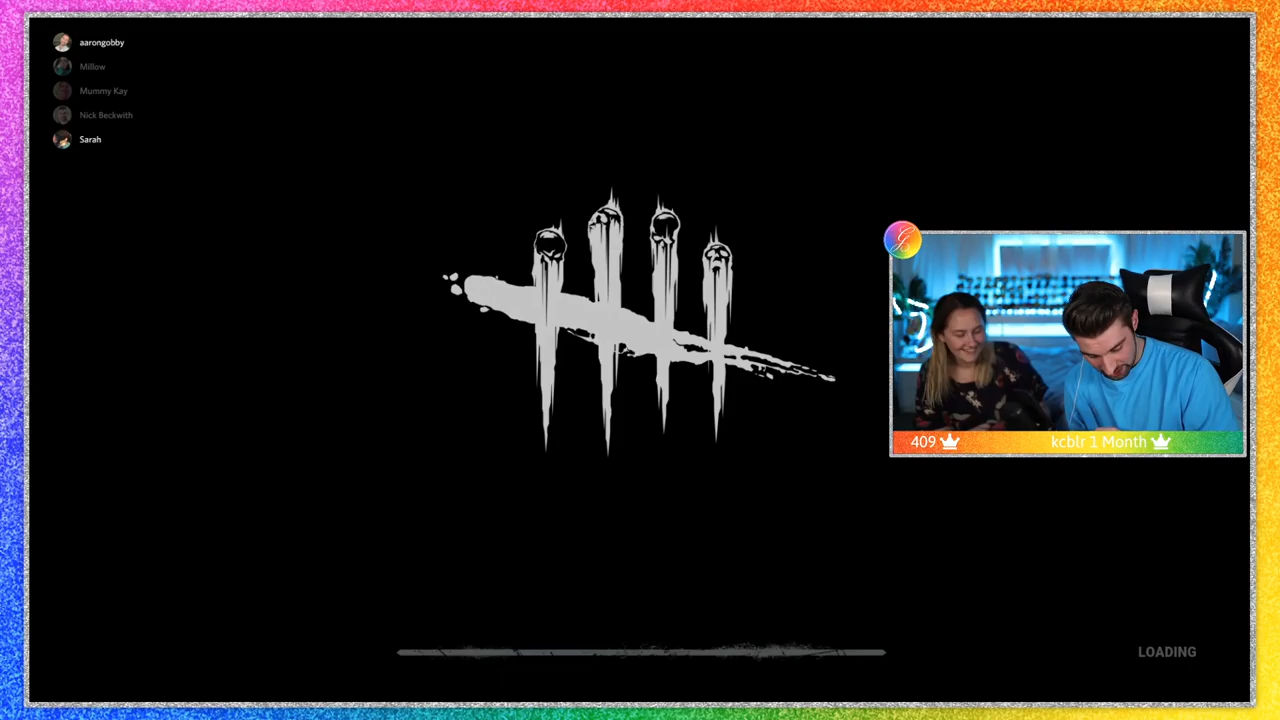 aarongobby
Millow
Mummy Kay
Nick Beckwith
Sarah
409
kcblr 1 Month
LOADING